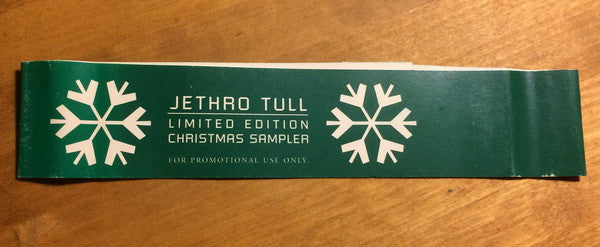 JETHRO TULL
LIMITED EDITION
CHRISTMAS SAMPLER
FOR PROMOTIONAL USE ONLY.